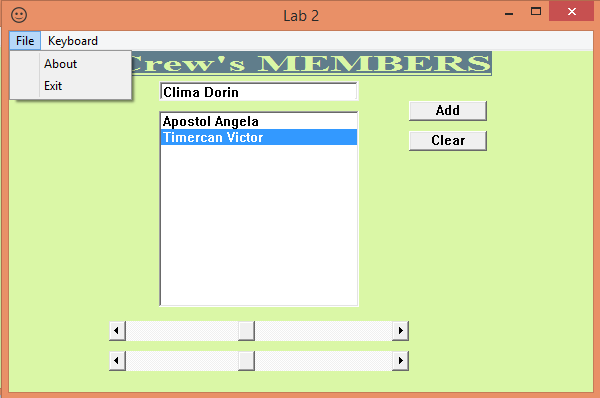 Lab 2
File Keyboard
Crew's MEMBERS
About
Exit
Clima Dorin
Add
Apostol Angela
Timercan Victor
Clear